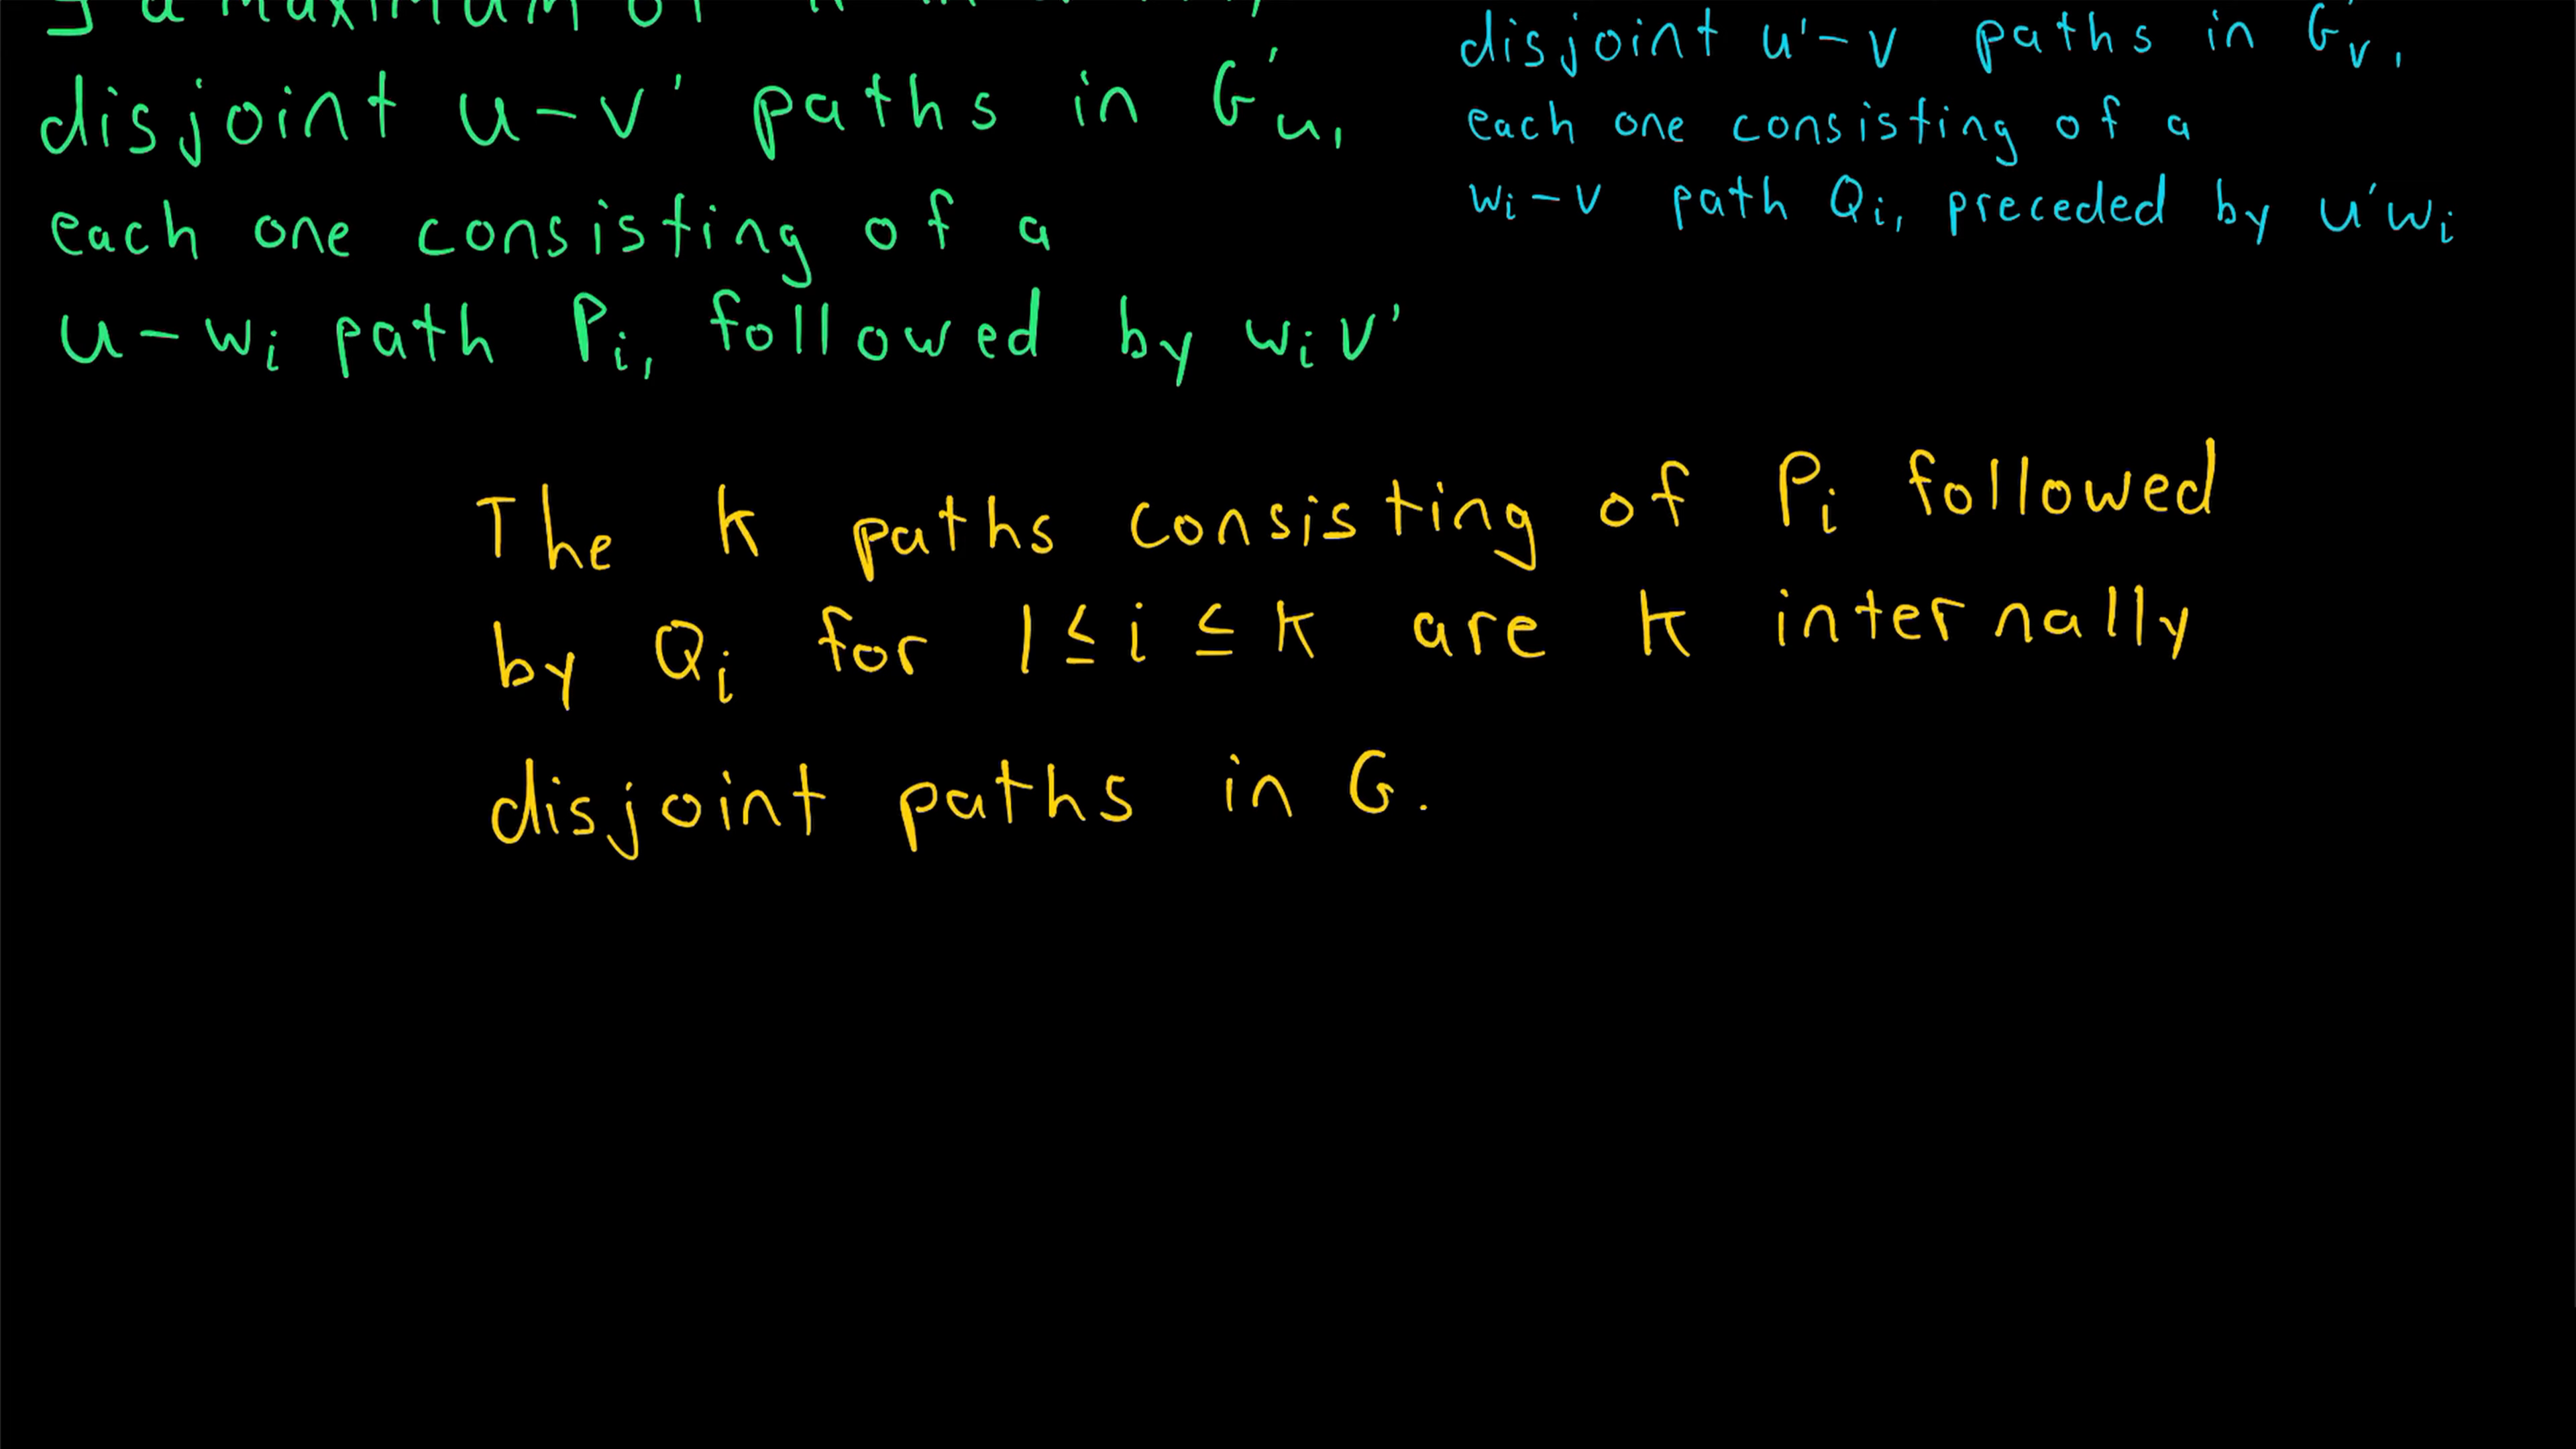 ∃ a maximum of k
disjoint u-v' paths in G'u,
each one consisting of a
u-wi path Pi, followed by wiv'
disjoint u'-v paths in G'v,
each one consisting of a
wi-v path Qi, preceded by u'wi
The k paths consisting of Pi followed
by Qi for 1≤i≤k are k internally
disjoint paths in G.